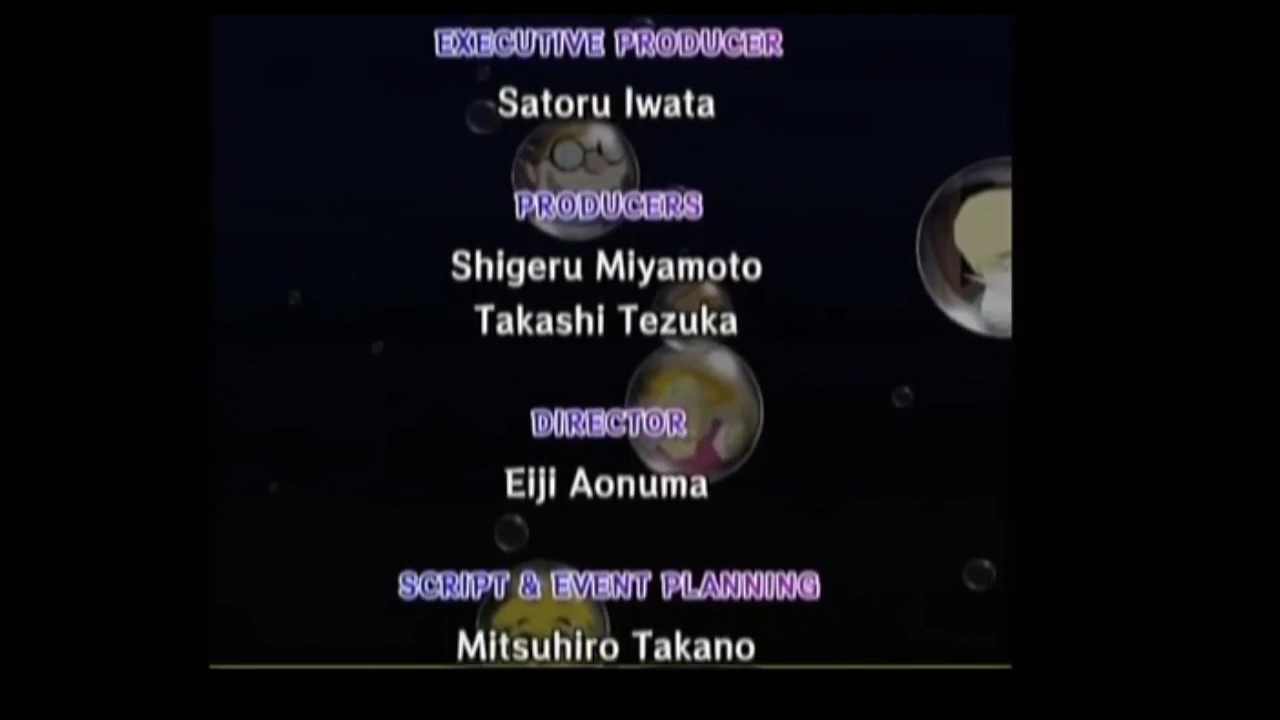 EXECUTIVE PRODUCER
Satoru Iwata
PRODUCERS
Shigeru Miyamoto
Takashi Tezuka
DIRECTOR
Eiji Aonuma
SCRIPT & EVENT PLANNING
Mitsuhiro Takano